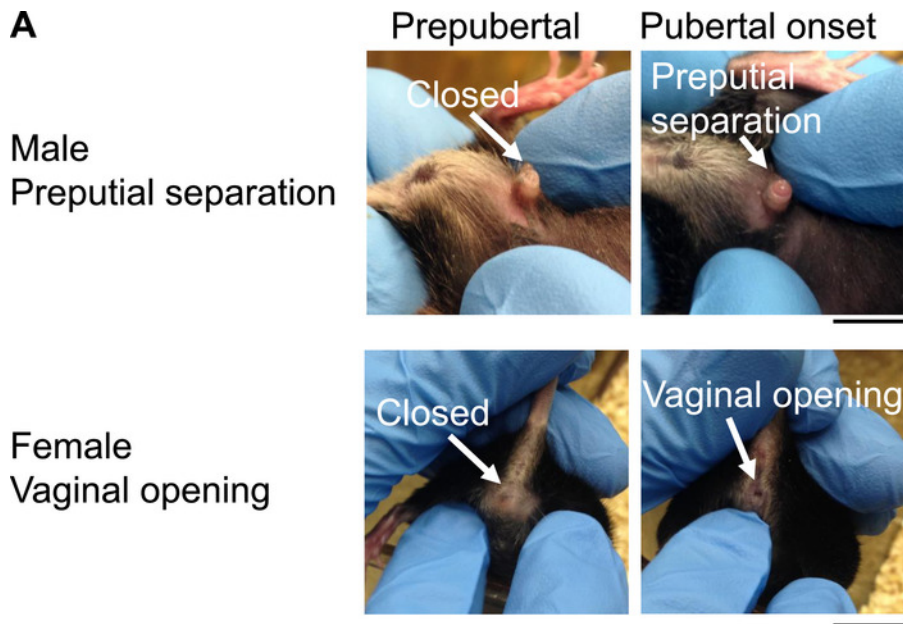 A
Prepubertal
Pubertal onset
Male
Preputial separation
Closed
Preputial
separation
Female
Vaginal opening
Closed
Vaginal opening